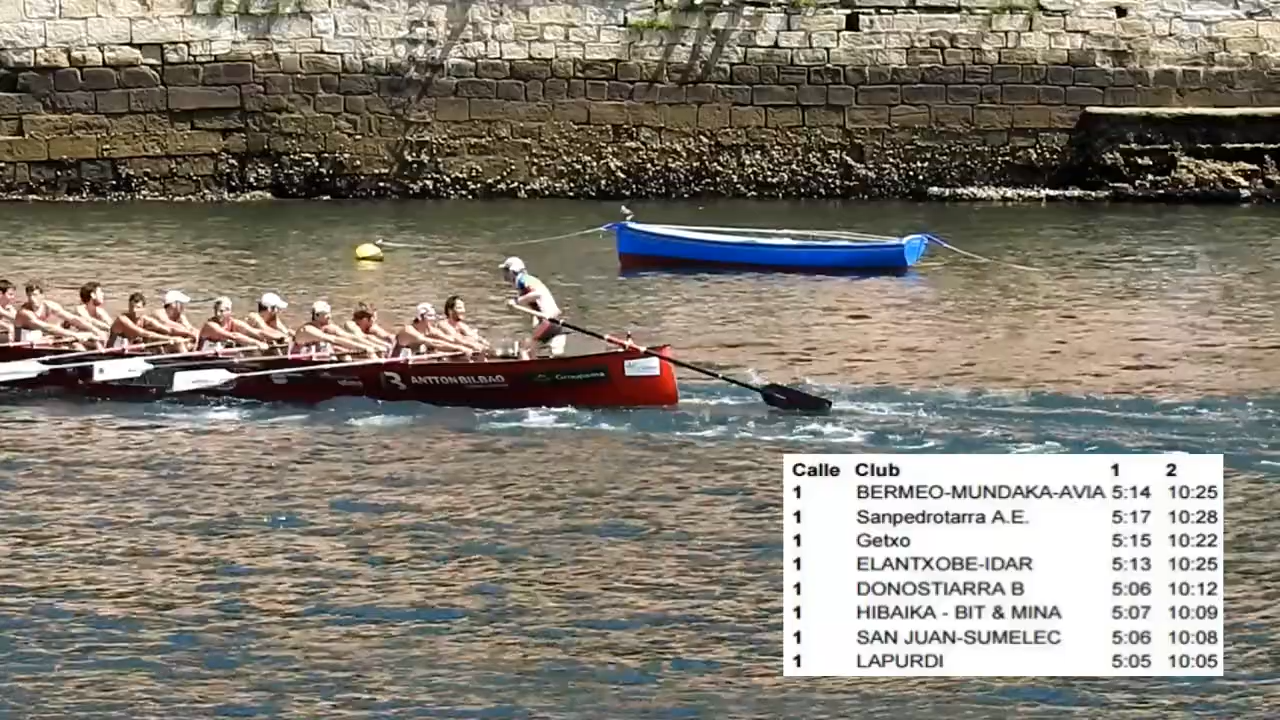 ANTTON BILBAO
Groupama
Calle Club 1 2
1 BERMEO-MUNDAKA-AVIA 5:14 10:25
1 Sanpedrotarra A.E. 5:17 10:28
1 Getxo 5:15 10:22
1 ELANTXOBE-IDAR 5:13 10:25
1 DONOSTIARRA B 5:06 10:12
1 HIBAIKA - BIT & MINA 5:07 10:09
1 SAN JUAN-SUMELEC 5:06 10:08
1 LAPURDI 5:05 10:05